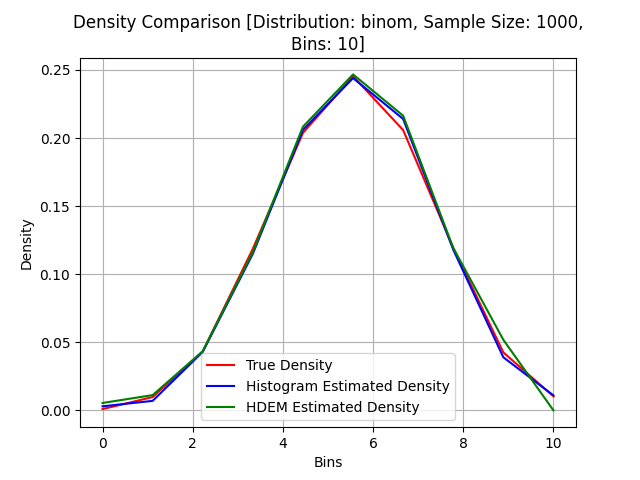 Density Comparison [Distribution: binom, Sample Size: 1000,
Bins: 10]
0.25
0.20
0.15
0.10
0.05
0.00
Density
True Density
Histogram Estimated Density
HDEM Estimated Density
0 2 4 6 8 10
Bins